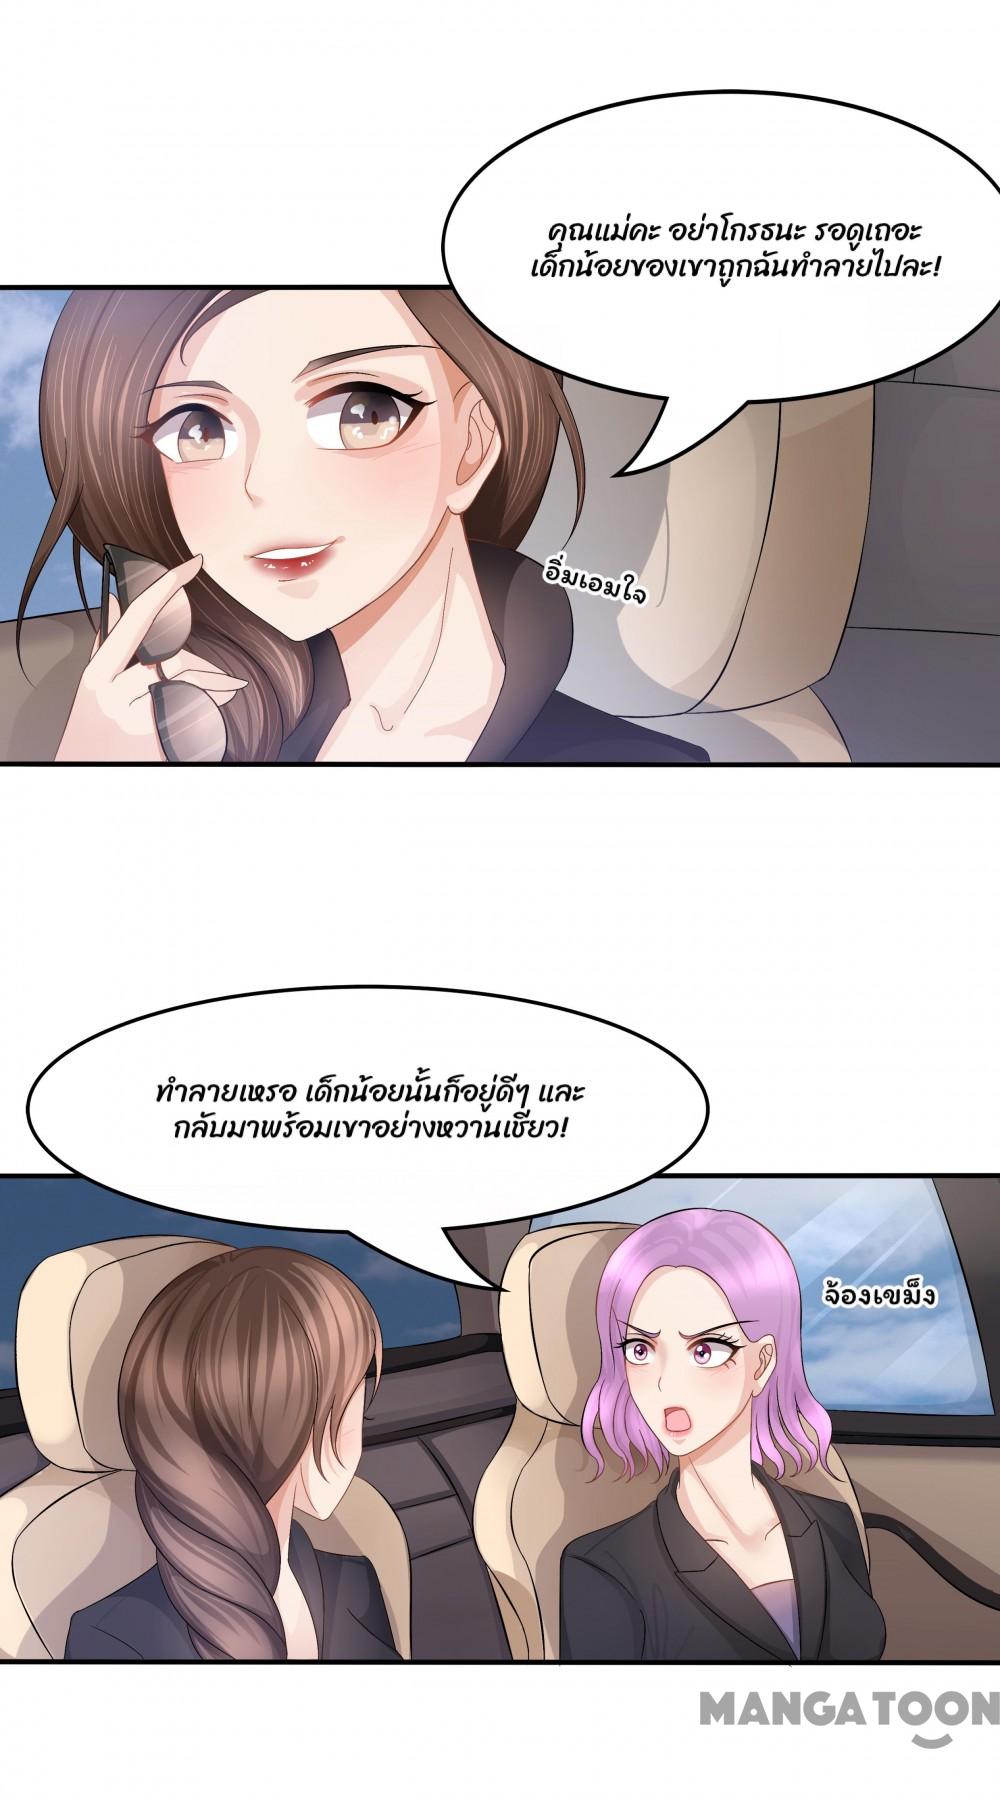 คุณแม่คะ อย่าโกรธนะ รอดูเถอะ
เด็กน้อยของเขาถูกฉันทำลายไปละ!
อิ่มเอมใจ
ทำลายเหรอ เด็กน้อยนั้นก็อยู่ดีๆ และ
กลับมาพร้อมเขาอย่างหวานเชียว!
จ้องเขม็ง
MANGATOON